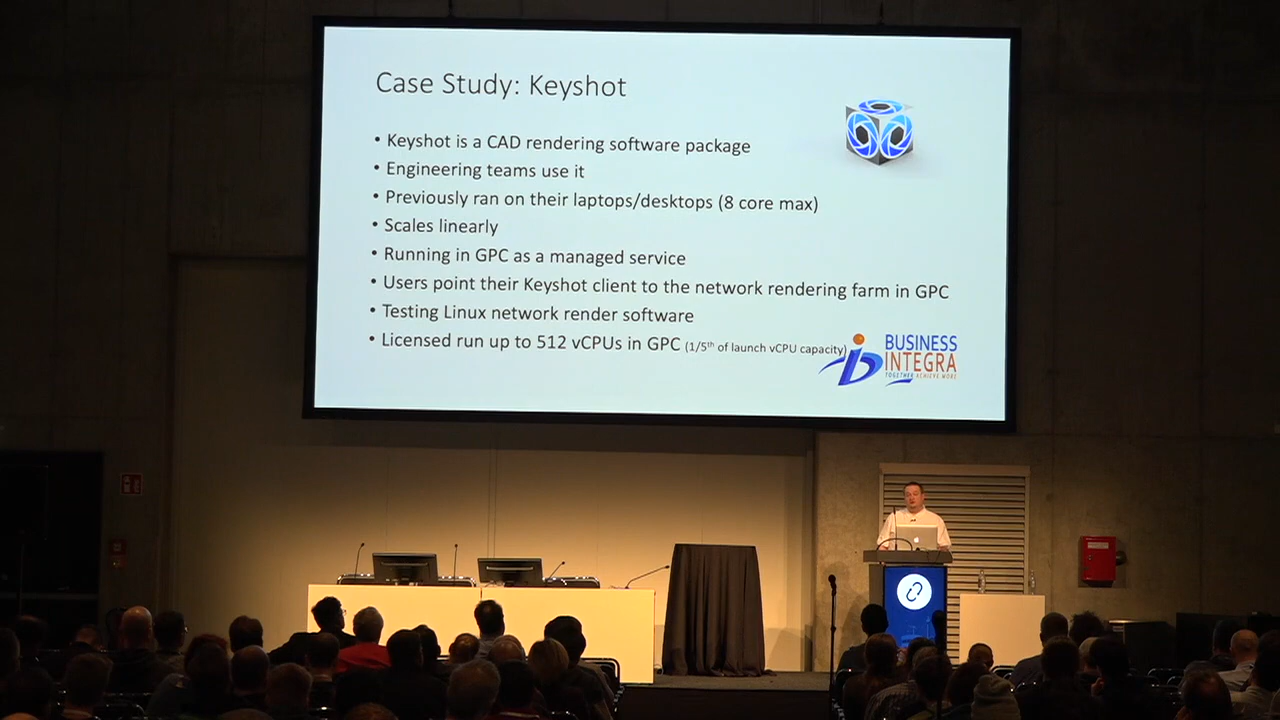 Case Study: Keyshot
• Keyshot is a CAD rendering software package
• Engineering teams use it
• Previously ran on their laptops/desktops (8 core max)
• Scales linearly
• Running in GPC as a managed service
• Users point their Keyshot client to the network rendering farm in GPC
• Testing Linux network render software
• Licensed run up to 512 vCPUs in GPC (1/5th of launch vCPU capacity)
BUSINESS
INTEGRA
TOGETHER ACHIEVE MORE